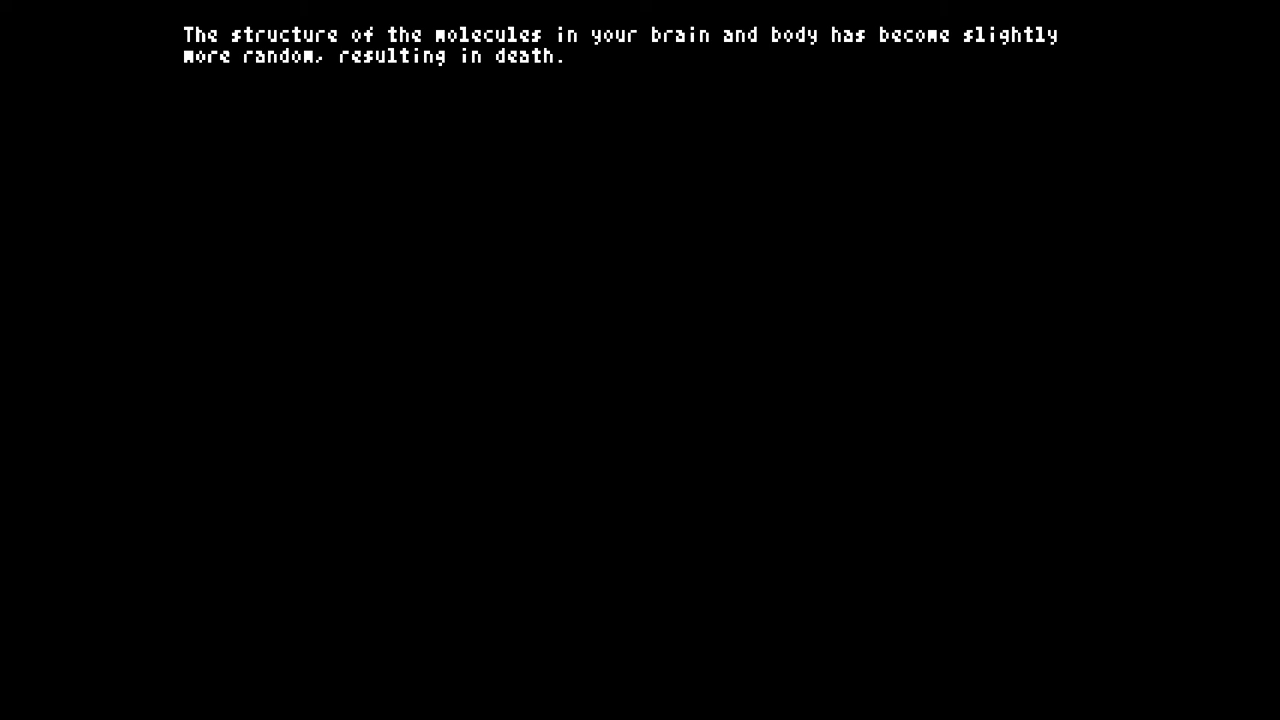 The structure of the molecules in your brain and body has become slightly
more random, resulting in death.